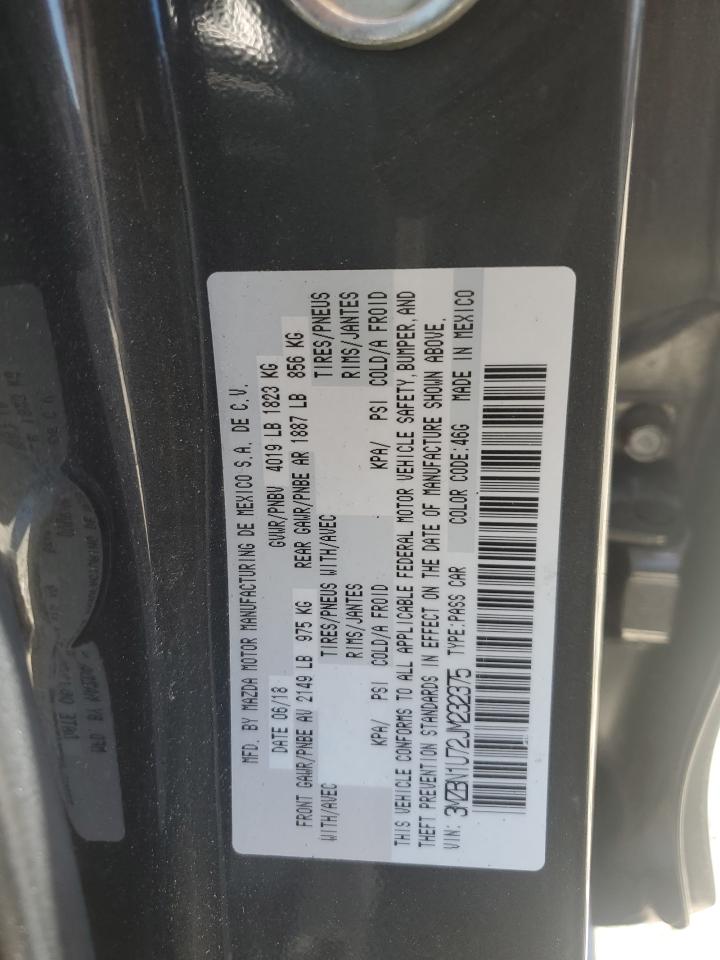 MFD. BY MAZDA MOTOR MANUFACTURING DE MEXICO S.A. DE C.V.
DATE 06/18 GVWR/PNBV 4019 LB 1823 KG
FRONT GAWR/PNBE AV 2149 LB 975 KG REAR GAWR/PNBE AR 1887 LB 856 KG
WITH/AVEC TIRES/PNEUS WITH/AVEC TIRES/PNEUS
RIMS/JANTES RIMS/JANTES
KPA/ PSI COLD/A FROID KPA/ PSI COLD/A FROID
THIS VEHICLE CONFORMS TO ALL APPLICABLE FEDERAL MOTOR VEHICLE SAFETY, BUMPER, AND
THEFT PREVENTION STANDARDS IN EFFECT ON THE DATE OF MANUFACTURE SHOWN ABOVE.
VIN: 3MZBN1U72JM232375 TYPE:PASS CAR COLOR CODE:46G MADE IN MEXICO